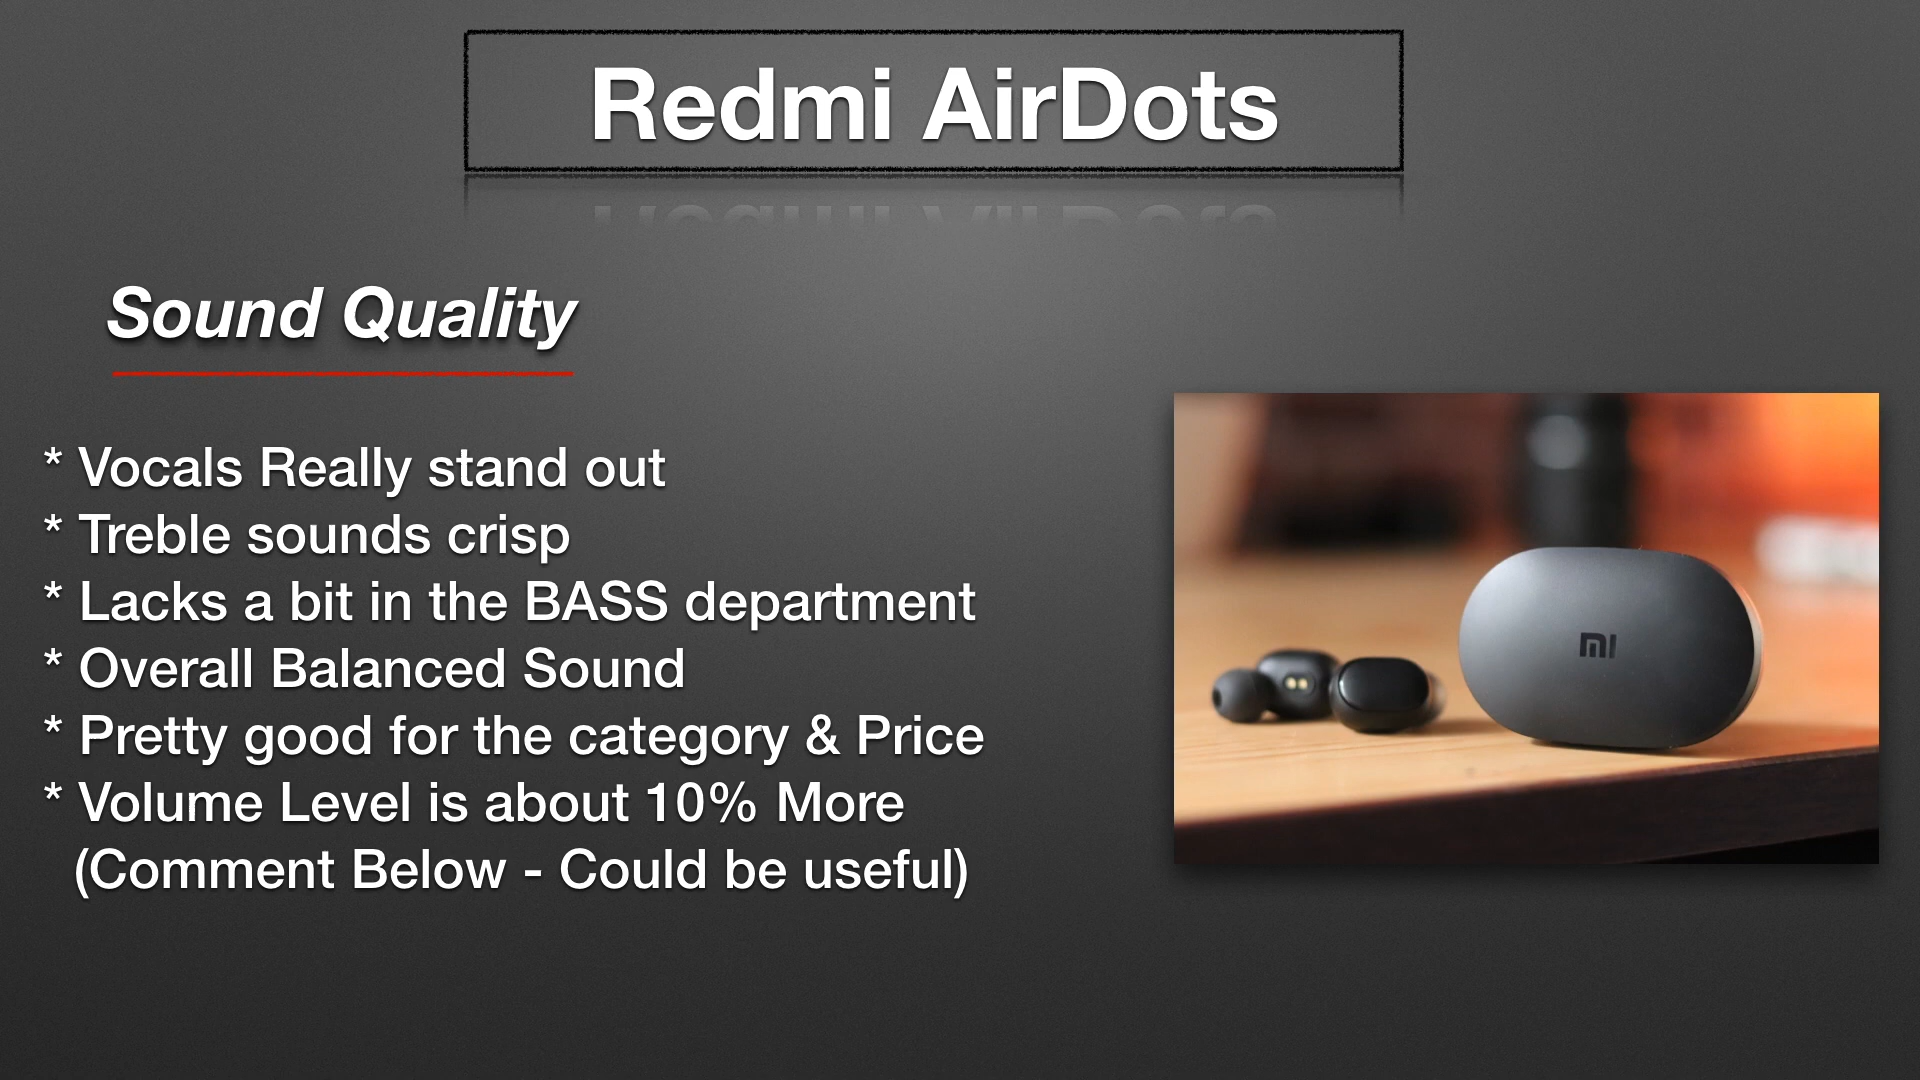 Redmi AirDots
Sound Quality
* Vocals Really stand out
* Treble sounds crisp
* Lacks a bit in the BASS department
* Overall Balanced Sound
* Pretty good for the category & Price
* Volume Level is about 10% More
(Comment Below - Could be useful)
MI